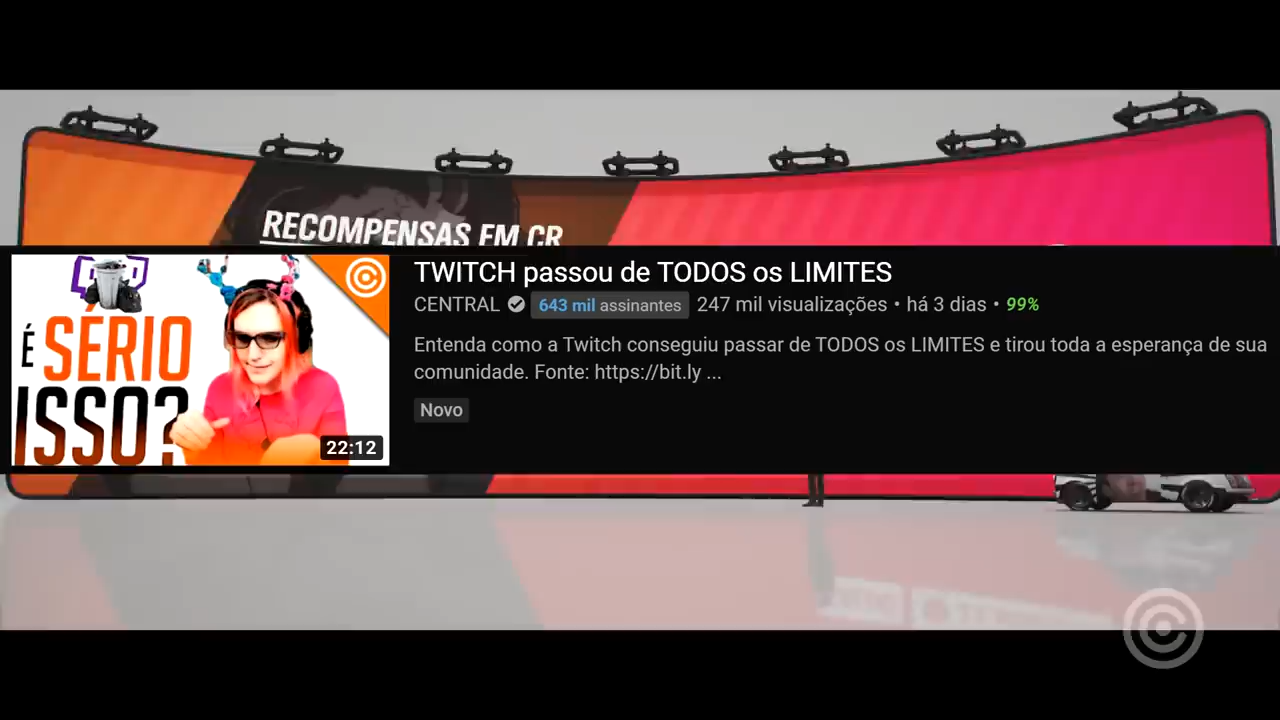 RECOMPENSAS EM CR
TWITCH passou de TODOS os LIMITES
CENTRAL 643 mil assinantes 247 mil visualizações • há 3 dias • 99%
Entenda como a Twitch conseguiu passar de TODOS os LIMITES e tirou toda a esperança de sua
comunidade. Fonte: https://bit.ly ...
Novo
É SÉRIO
ISSO?
22:12